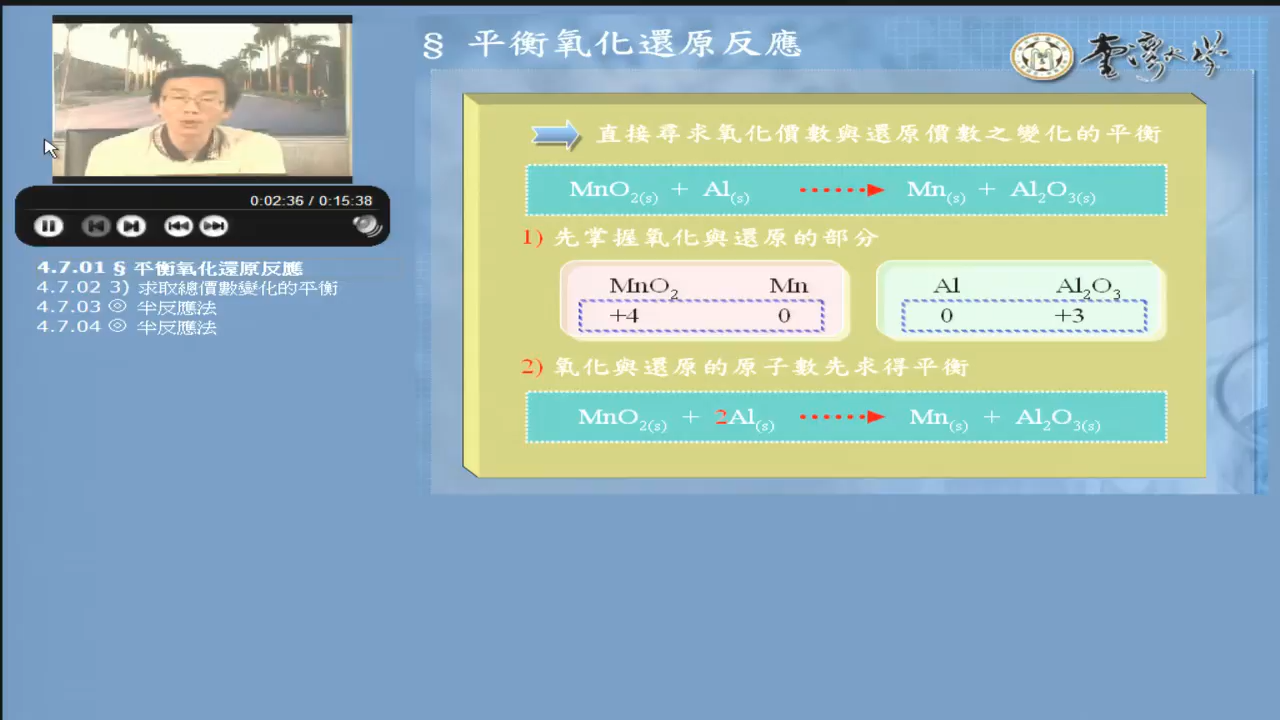 § 平衡氧化還原反應
臺灣大學
直接尋求氧化價數與還原價數之變化的平衡
MnO2(s) + Al(s) Mn(s) + Al2O3(s)
1) 先掌握氧化與還原的部分
MnO2 Mn
+4 0
Al Al2O3
0 +3
2) 氧化與還原的原子數先求得平衡
MnO2(s) + 2Al(s) Mn(s) + Al2O3(s)
0:02:36 / 0:15:38
4.7.01 § 平衡氧化還原反應
4.7.02 3) 求取總價數變化的平衡
4.7.03 ◎ 半反應法
4.7.04 ◎ 半反應法